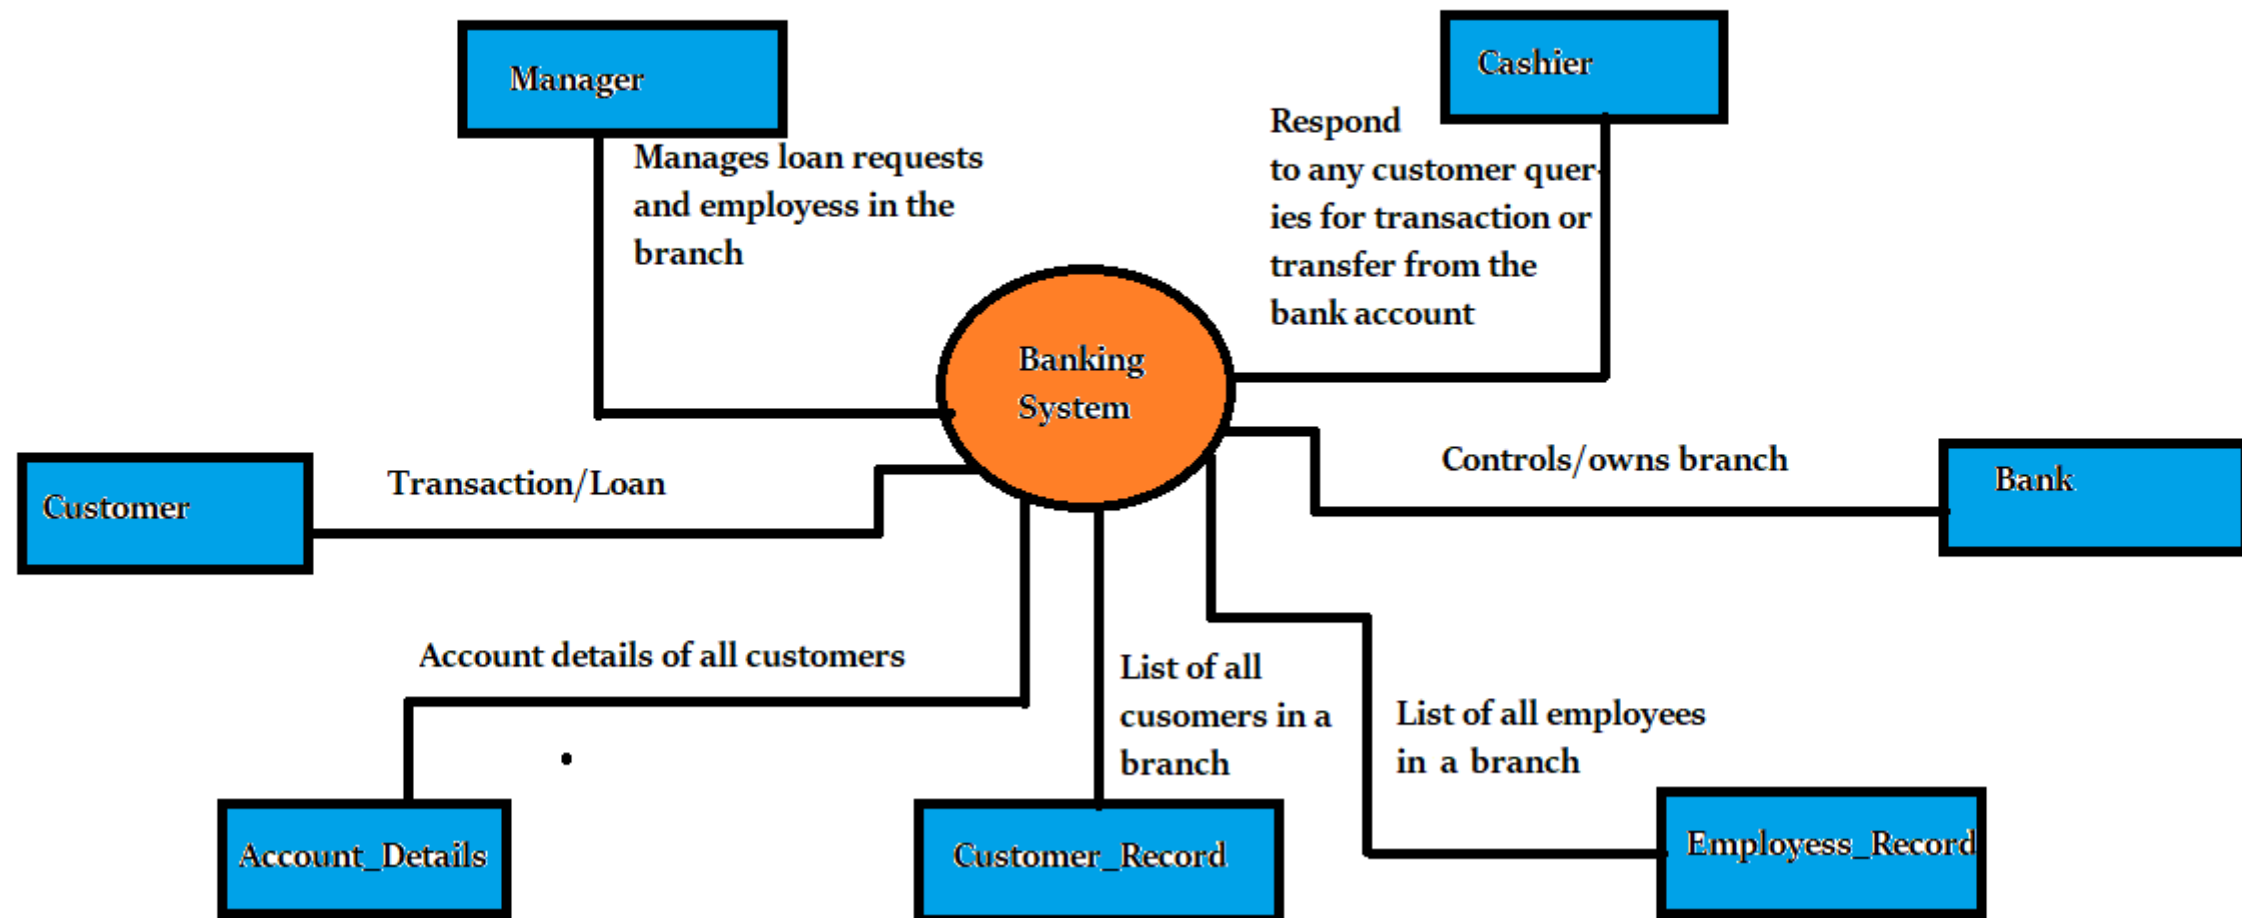 Manager
Cashier
Manages loan requests
and employess in the
branch
Respond
to any customer quer-
ies for transaction or
transfer from the
bank account
Banking
System
Customer
Transaction/Loan
Controls/owns branch
Bank
Account details of all customers
List of all
cusomers in a
branch
List of all employees
in a branch
Account_Details
Customer_Record
Employess_Record